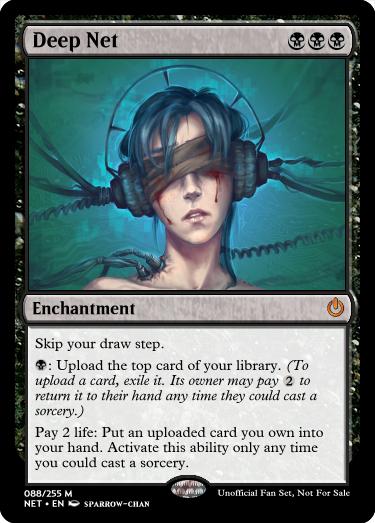 Deep Net
Enchantment
Skip your draw step.
: Upload the top card of your library. (To
upload a card, exile it. Its owner may pay 2 to
return it to their hand any time they could cast a
sorcery.)
Pay 2 life: Put an uploaded card you own into
your hand. Activate this ability only any time
you could cast a sorcery.
088/255 M
NET • EN SPARROW-CHAN
Unofficial Fan Set, Not For Sale